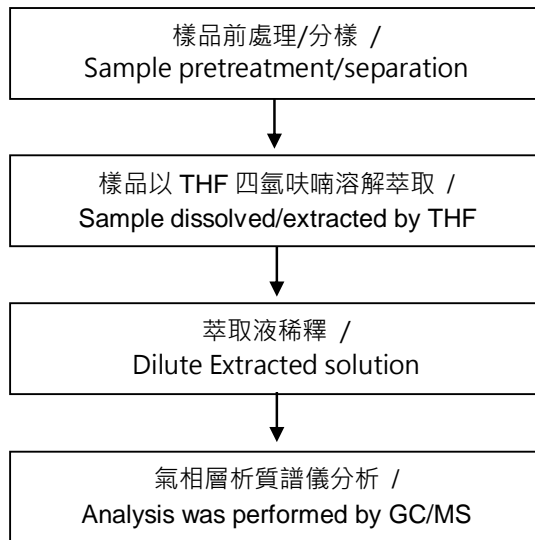 樣品前處理/分樣 /
Sample pretreatment/separation
樣品以 THF 四氫呋喃溶解萃取 /
Sample dissolved/extracted by THF
萃取液稀釋 /
Dilute Extracted solution
氣相層析質譜儀分析 /
Analysis was performed by GC/MS